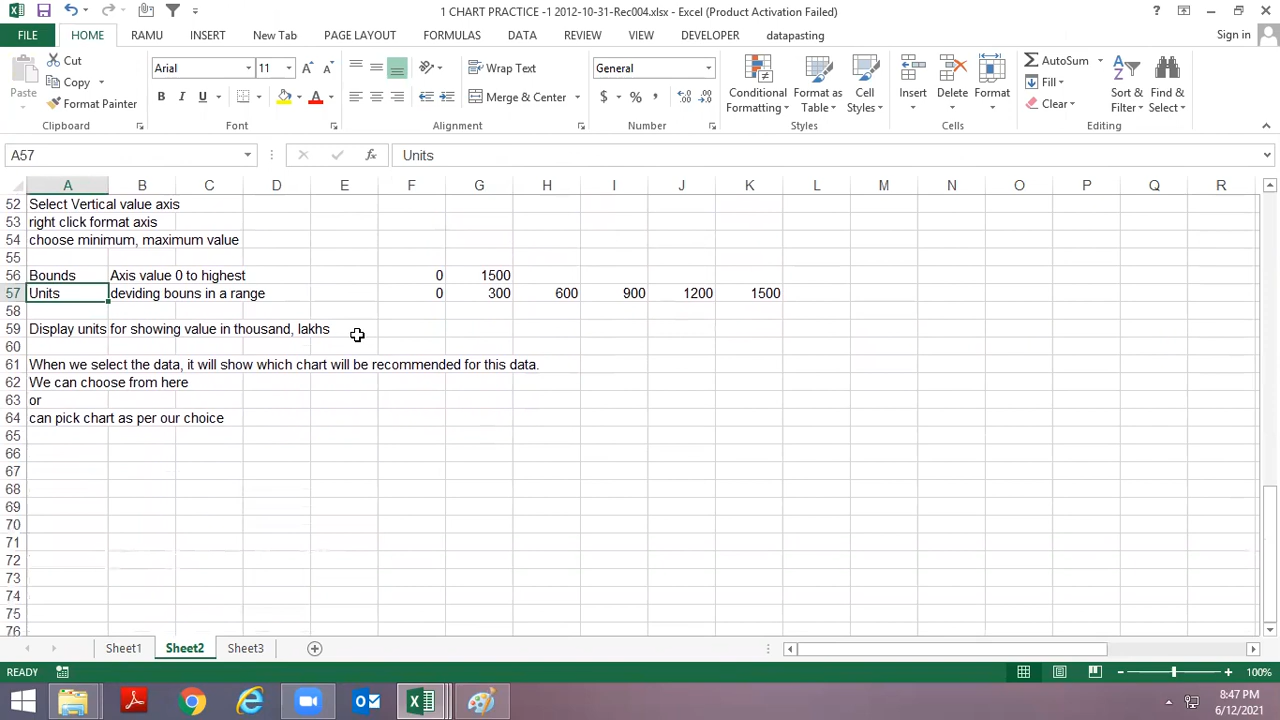 1 CHART PRACTICE -1 2012-10-31-Rec004.xlsx - Excel (Product Activation Failed)
FILE HOME RAMU INSERT New Tab PAGE LAYOUT FORMULAS DATA REVIEW VIEW DEVELOPER datapasting Sign in
Paste Cut Copy Format Painter
Clipboard
Arial 11
B I U A
Font
Wrap Text
Merge & Center
Alignment
General
$ % ,
Number
Conditional Formatting
Format as Table
Cell Styles
Styles
Insert Delete Format
Cells
AutoSum
Fill
Clear
Sort & Filter
Find & Select
Editing
A57 fx Units
A B C D E F G H I J K L M N O P Q R
52 Select Vertical value axis
53 right click format axis
54 choose minimum, maximum value
55
56 Bounds Axis value 0 to highest 0 1500
57 Units deviding bouns in a range 0 300 600 900 1200 1500
58
59 Display units for showing value in thousand, lakhs
60
61 When we select the data, it will show which chart will be recommended for this data.
62 We can choose from here
63 or
64 can pick chart as per our choice
65
66
67
68
69
70
71
72
73
74
75
76
Sheet1 Sheet2 Sheet3
READY 100%
8:47 PM
6/12/2021